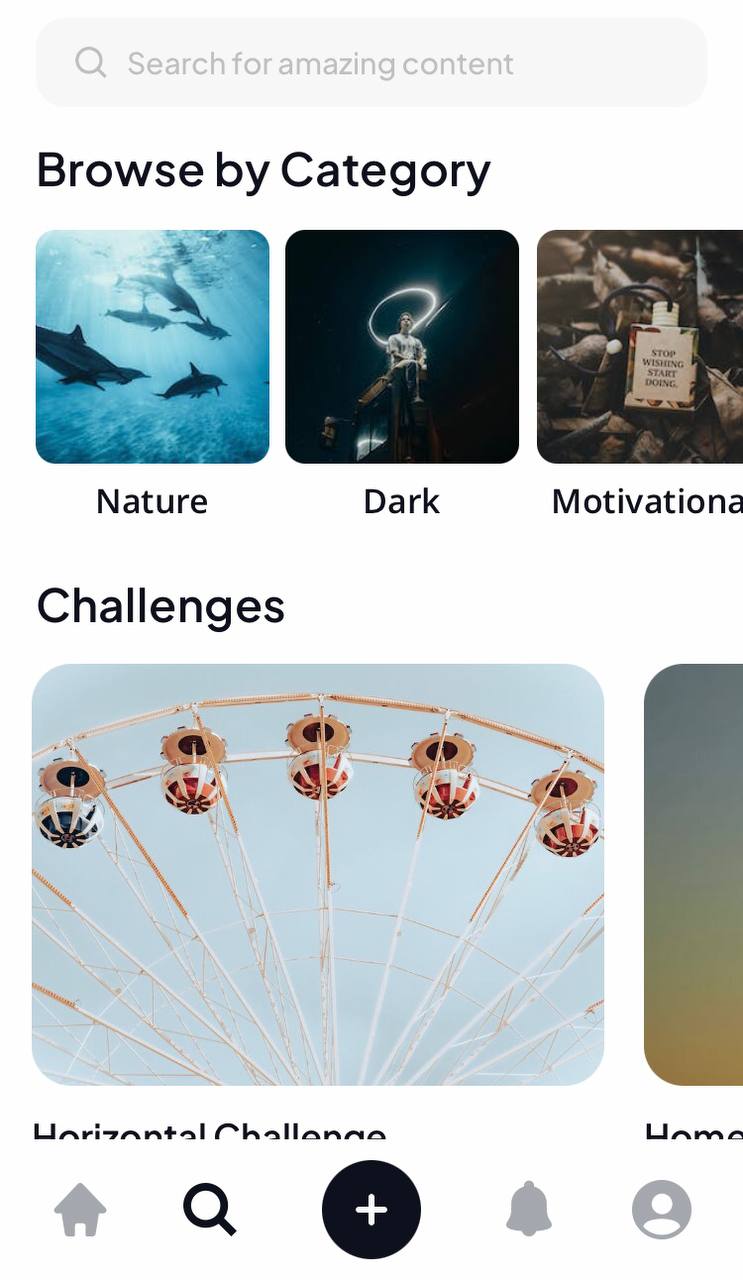 Search for amazing content
Browse by Category
STOP
WISHING
START
DOING.
Nature
Dark
Motivationa
Challenges
Horizontal Challenge
Home